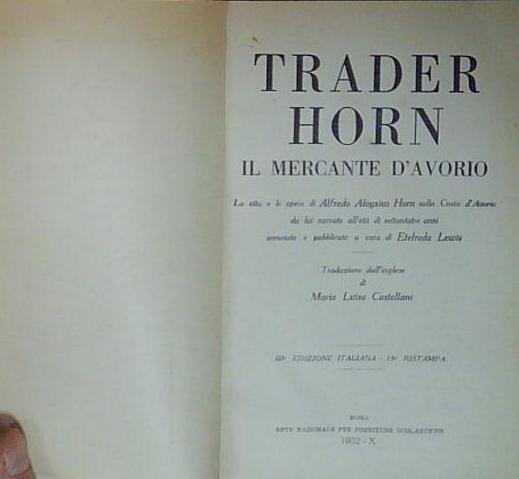 TRADER
HORN
IL MERCANTE D'AVORIO
La vita e le opere di Alfredo Aloysius Horn sulla Costa d'Avorio
da lui narrate all'età di settantatre anni
annotate e pubblicate a cura di Etelreda Lewis
Traduzione dall'inglese
di
Maria Luisa Castellani
IIIª EDIZIONE ITALIANA - 15ª RISTAMPA
ROMA
ENTE NAZIONALE PER FORNITURE SCOLASTICHE
1932 - X